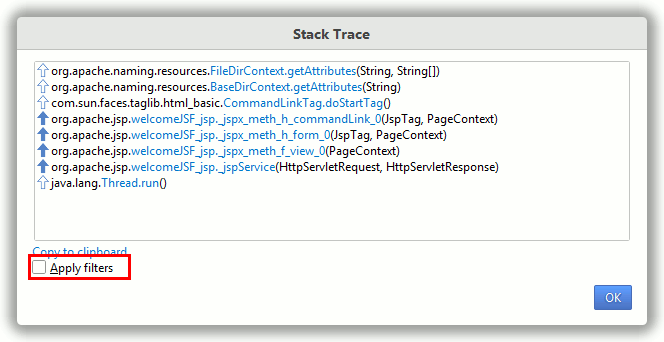 Stack Trace
org.apache.naming.resources.FileDirContext.getAttributes(String, String[])
org.apache.naming.resources.BaseDirContext.getAttributes(String)
com.sun.faces.taglib.html_basic.CommandLinkTag.doStartTag()
org.apache.jsp.welcomeJSF_jsp._jspx_meth_h_commandLink_0(JspTag, PageContext)
org.apache.jsp.welcomeJSF_jsp._jspx_meth_h_form_0(JspTag, PageContext)
org.apache.jsp.welcomeJSF_jsp._jspx_meth_f_view_0(PageContext)
org.apache.jsp.welcomeJSF_jsp._jspService(HttpServletRequest, HttpServletResponse)
java.lang.Thread.run()
Copy to clipboard
Apply filters
OK